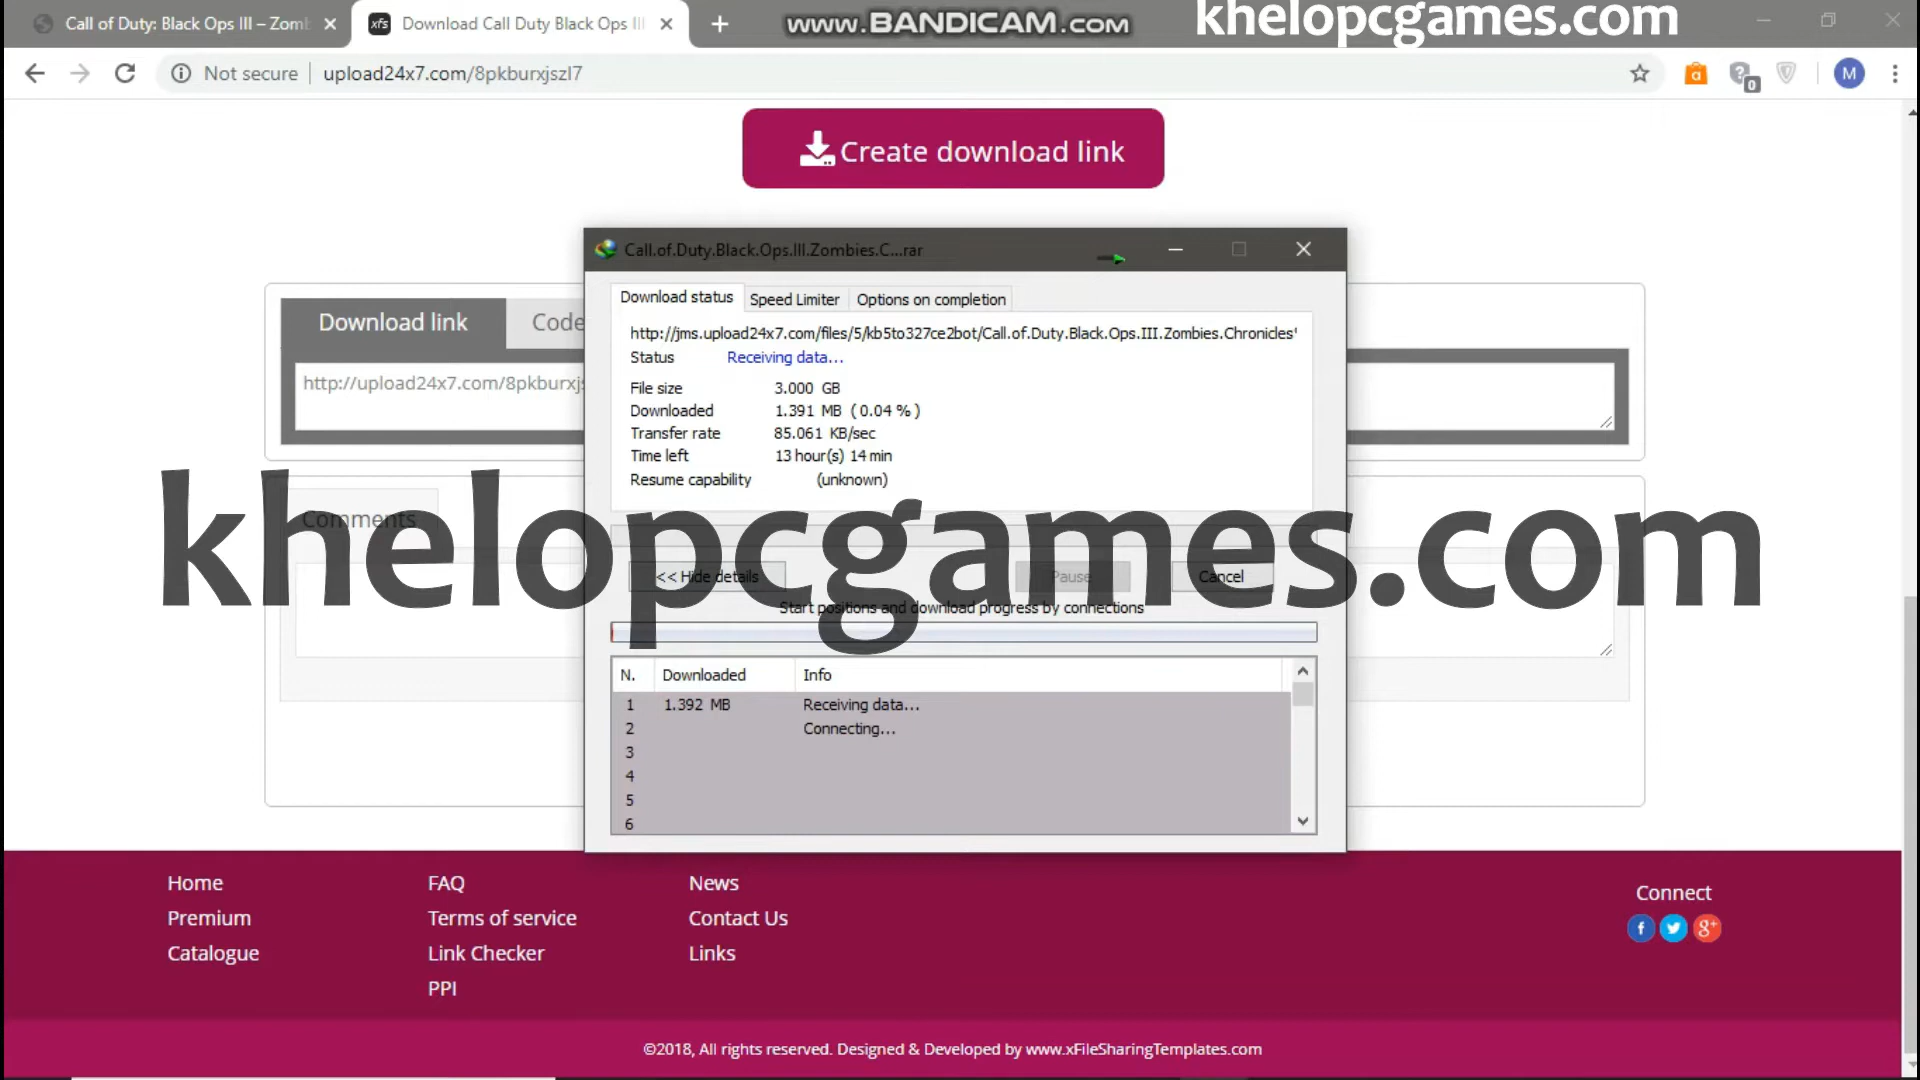 Call of Duty: Black Ops III – Zomb
xfs Download Call Duty Black Ops III
www.BANDICAM.com
khelopcgames.com
Not secure upload24x7.com/8pkburxjszl7
a
0
M
Create download link
Call.of.Duty.Black.Ops.III.Zombies.C...rar
Download status Speed Limiter Options on completion
http://jms.upload24x7.com/files/5/kb5to327ce2bot/Call.of.Duty.Black.Ops.III.Zombies.Chronicles'
Status Receiving data...
File size 3.000 GB
Downloaded 1.391 MB ( 0.04 % )
Transfer rate 85.061 KB/sec
Time left 13 hour(s) 14 min
Resume capability (unknown)
Download link Code
http://upload24x7.com/8pkburxjs
Comments
khelopcgames.com
<< Hide details Pause Cancel
Start positions and download progress by connections
N. Downloaded Info
1 1.392 MB Receiving data...
2 Connecting...
3
4
5
6
Home FAQ News
Premium Terms of service Contact Us
Catalogue Link Checker Links
PPI
Connect
f g+
©2018, All rights reserved. Designed & Developed by www.xFileSharingTemplates.com